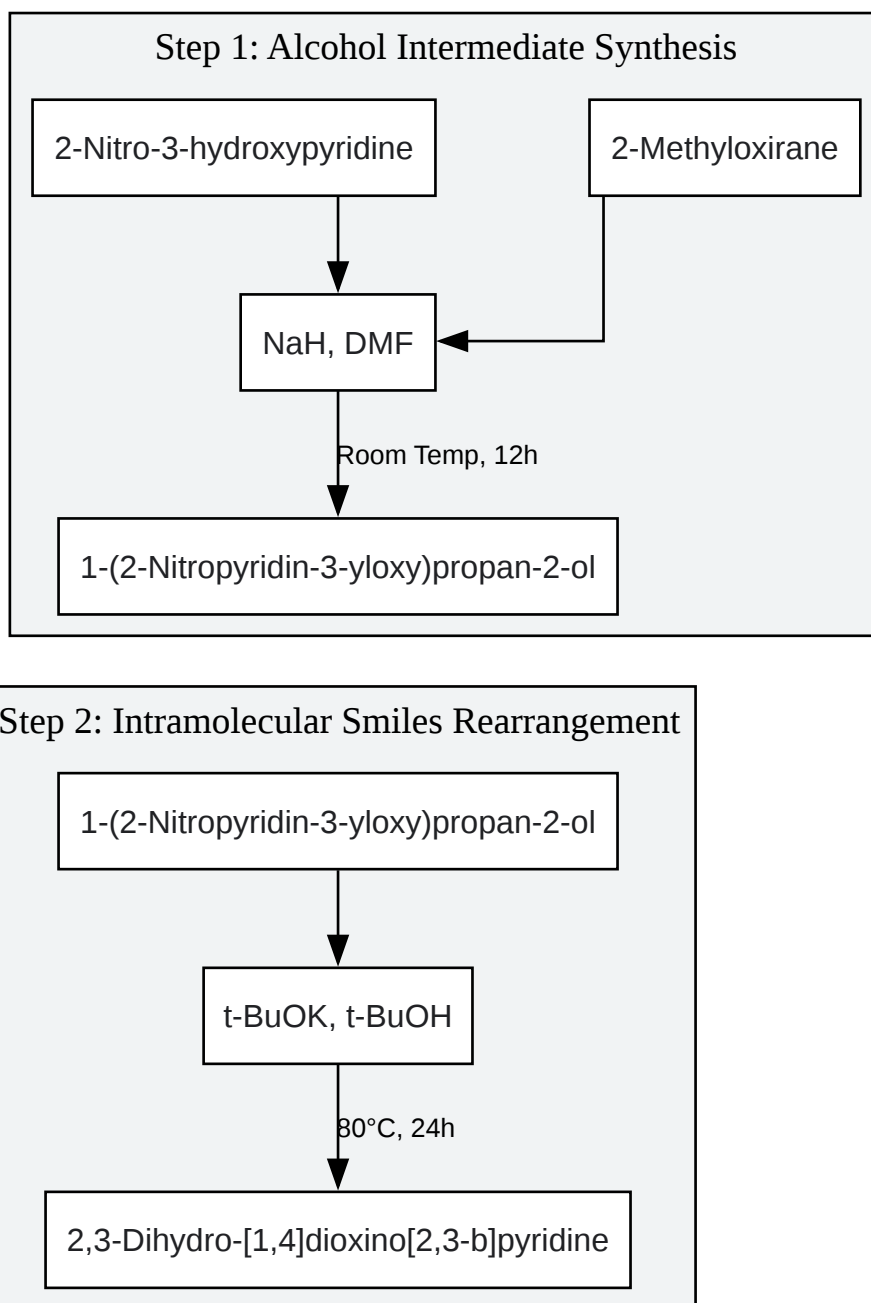 Step 1: Alcohol Intermediate Synthesis
2-Nitro-3-hydroxypyridine
2-Methyloxirane
NaH, DMF
Room Temp, 12h
1-(2-Nitropyridin-3-yloxy)propan-2-ol
Step 2: Intramolecular Smiles Rearrangement
1-(2-Nitropyridin-3-yloxy)propan-2-ol
t-BuOK, t-BuOH
80°C, 24h
2,3-Dihydro-[1,4]dioxino[2,3-b]pyridine